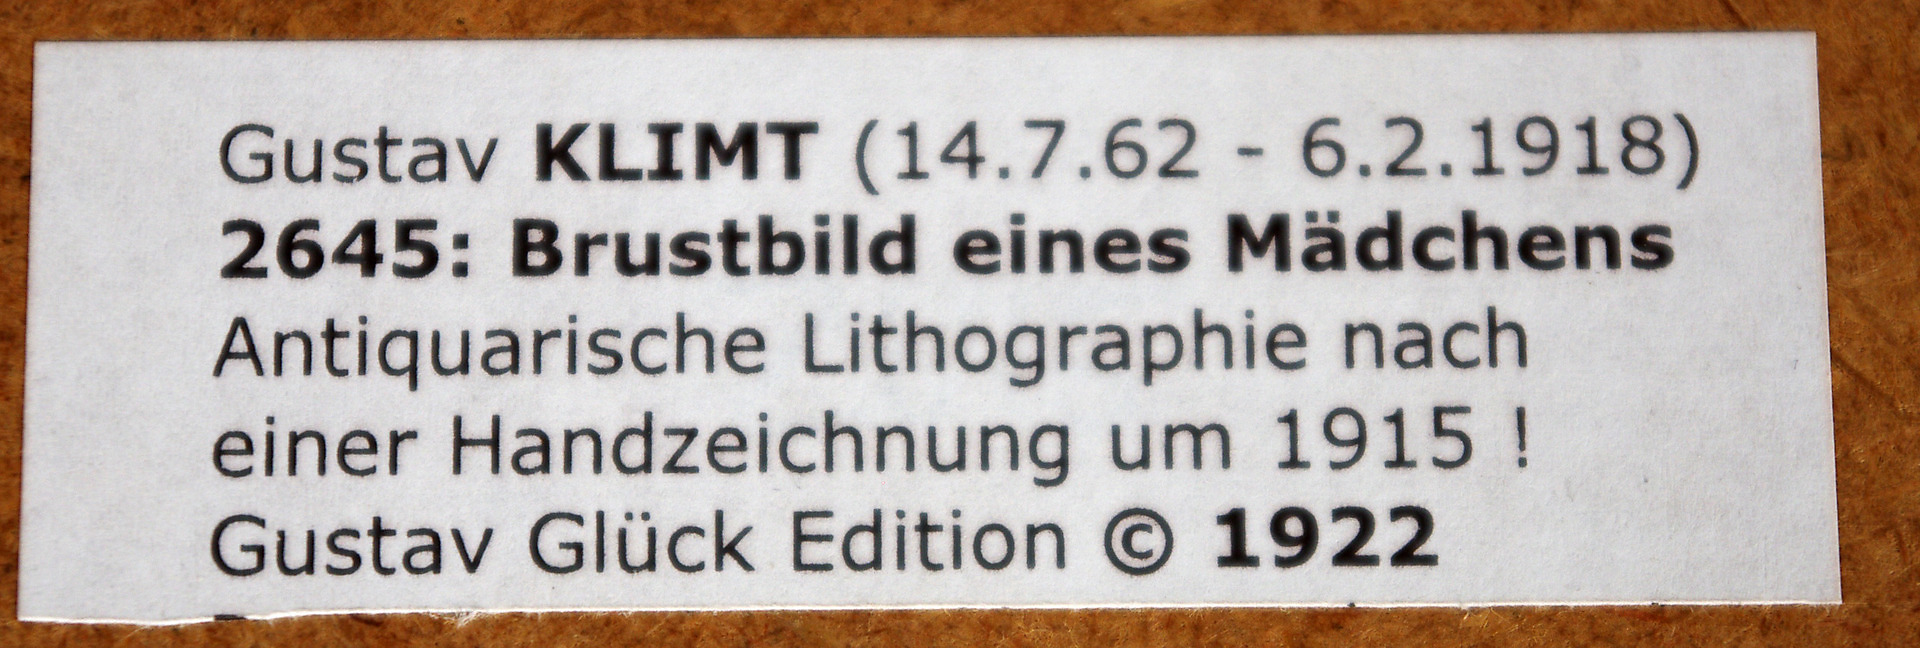 Gustav KLIMT (14.7.62 - 6.2.1918)
2645: Brustbild eines Mädchens
Antiquarische Lithographie nach
einer Handzeichnung um 1915 !
Gustav Glück Edition © 1922